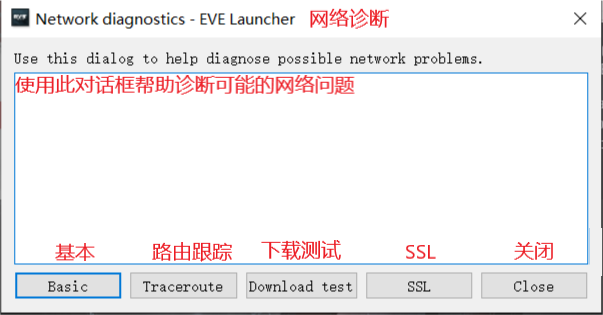 Network diagnostics - EVE Launcher 网络诊断
Use this dialog to help diagnose possible network problems.
使用此对话框帮助诊断可能的网络问题
基本 路由跟踪 下载测试 SSL 关闭
Basic Traceroute Download test SSL Close